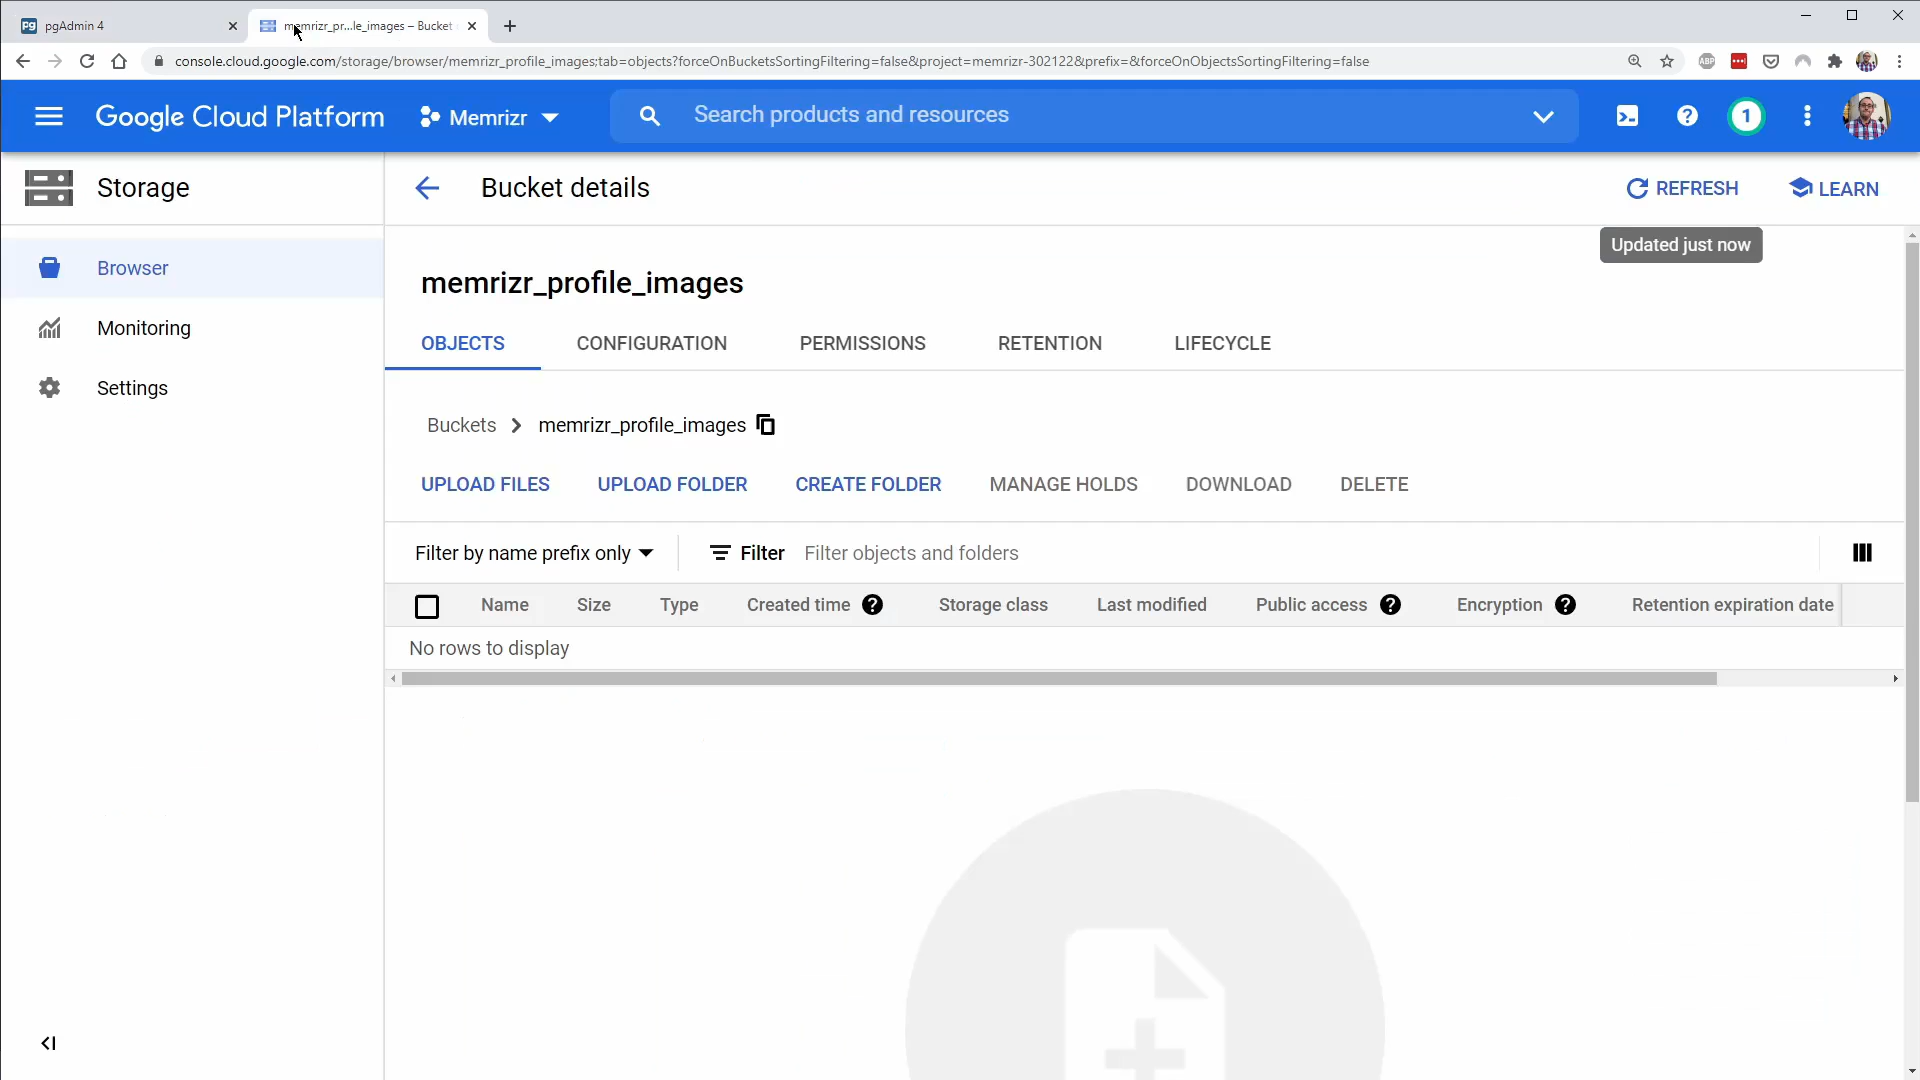 pgAdmin 4
memrizr_pr...le_images – Bucket
console.cloud.google.com/storage/browser/memrizr_profile_images;tab=objects?forceOnBucketsSortingFiltering=false&project=memrizr-302122&prefix=&forceOnObjectsSortingFiltering=false
ABP
Google Cloud Platform
Memrizr
Search products and resources
1
Storage
Bucket details
REFRESH
LEARN
Updated just now
Browser
Monitoring
Settings
memrizr_profile_images
OBJECTS
CONFIGURATION
PERMISSIONS
RETENTION
LIFECYCLE
Buckets
memrizr_profile_images
UPLOAD FILES
UPLOAD FOLDER
CREATE FOLDER
MANAGE HOLDS
DOWNLOAD
DELETE
Filter by name prefix only
Filter
Filter objects and folders
Name
Size
Type
Created time
Storage class
Last modified
Public access
Encryption
Retention expiration date
No rows to display